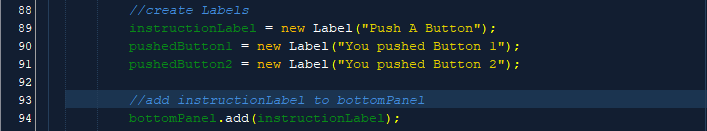 88 //create Labels
89 instructionLabel = new Label("Push A Button");
90 pushedButton1 = new Label("You pushed Button 1");
91 pushedButton2 = new Label("You pushed Button 2");
92
93 //add instructionLabel to bottomPanel
94 bottomPanel.add(instructionLabel);